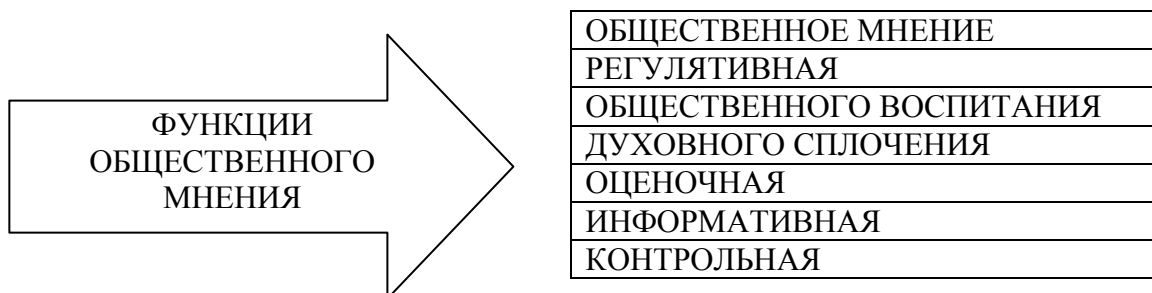 ФУНКЦИИ
ОБЩЕСТВЕННОГО
МНЕНИЯ
ОБЩЕСТВЕННОЕ МНЕНИЕ
РЕГУЛЯТИВНАЯ
ОБЩЕСТВЕННОГО ВОСПИТАНИЯ
ДУХОВНОГО СПЛОЧЕНИЯ
ОЦЕНОЧНАЯ
ИНФОРМАТИВНАЯ
КОНТРОЛЬНАЯ